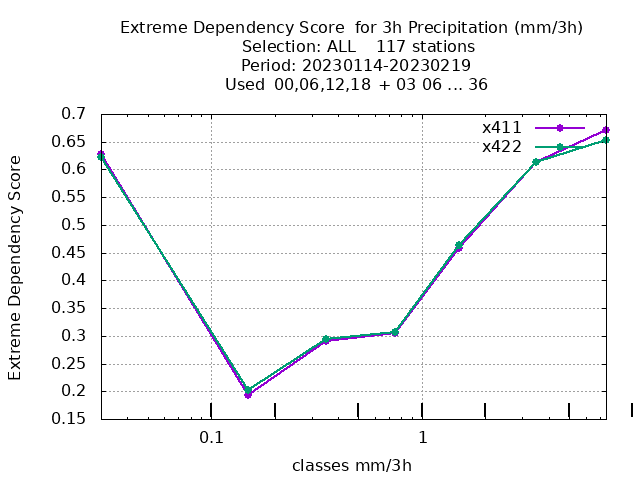 Extreme Dependency Score  for 3h Precipitation (mm/3h)
Selection: ALL    117 stations
Period: 20230114-20230219
Used  00,06,12,18 + 03 06 ... 36
0.7
0.65
0.6
0.55
0.5
0.45
0.4
0.35
0.3
0.25
0.2
0.15
Extreme Dependency Score
x411
x422
0.1
1
classes mm/3h